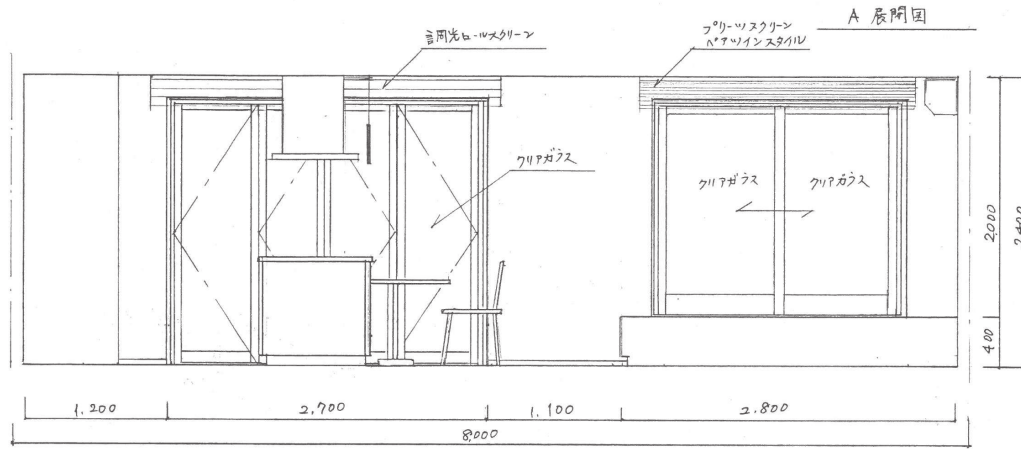 A 展開図
調光ロールスクリーン
プリーツスクリーン
ペアツインスタイル
クリアガラス
クリアガラス
クリアガラス
2,000
2,400
400
1,200
2,700
1,100
2,800
8,000